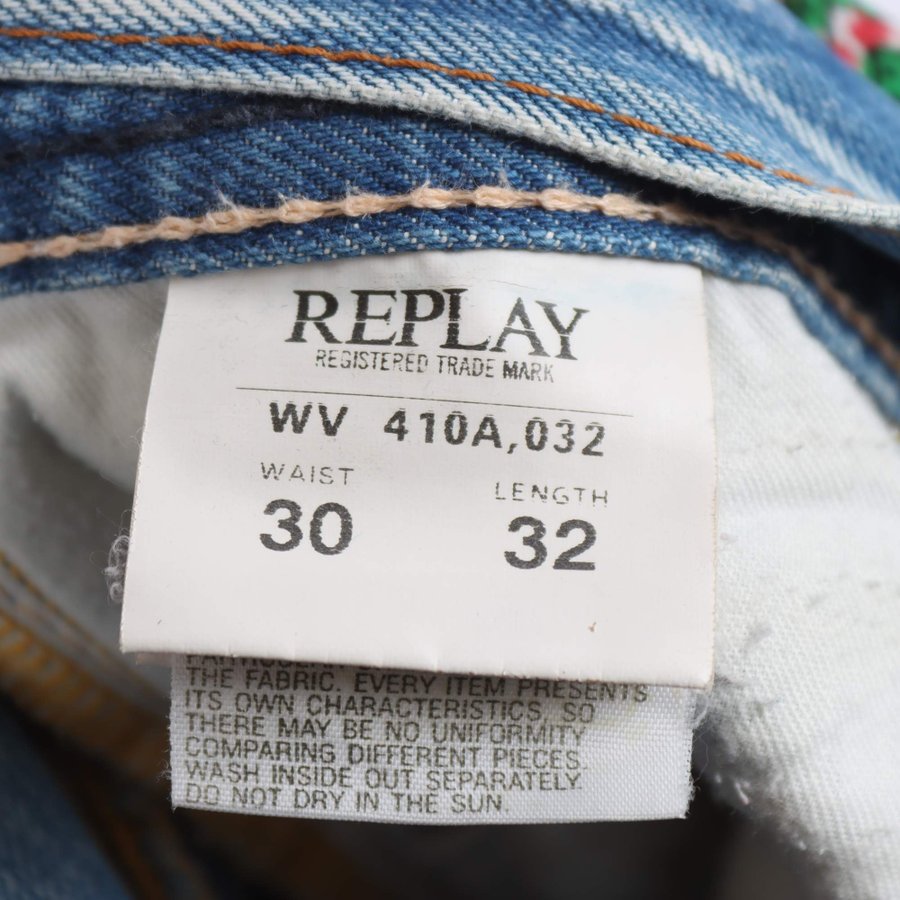 REPLAY
REGISTERED TRADE MARK
WV 410A,032
WAIST LENGTH
30 32
THE FABRIC. EVERY ITEM PRESENTS
ITS OWN CHARACTERISTICS, SO
THERE MAY BE NO UNIFORMITY
COMPARING DIFFERENT PIECES.
WASH INSIDE OUT SEPARATELY.
DO NOT DRY IN THE SUN.